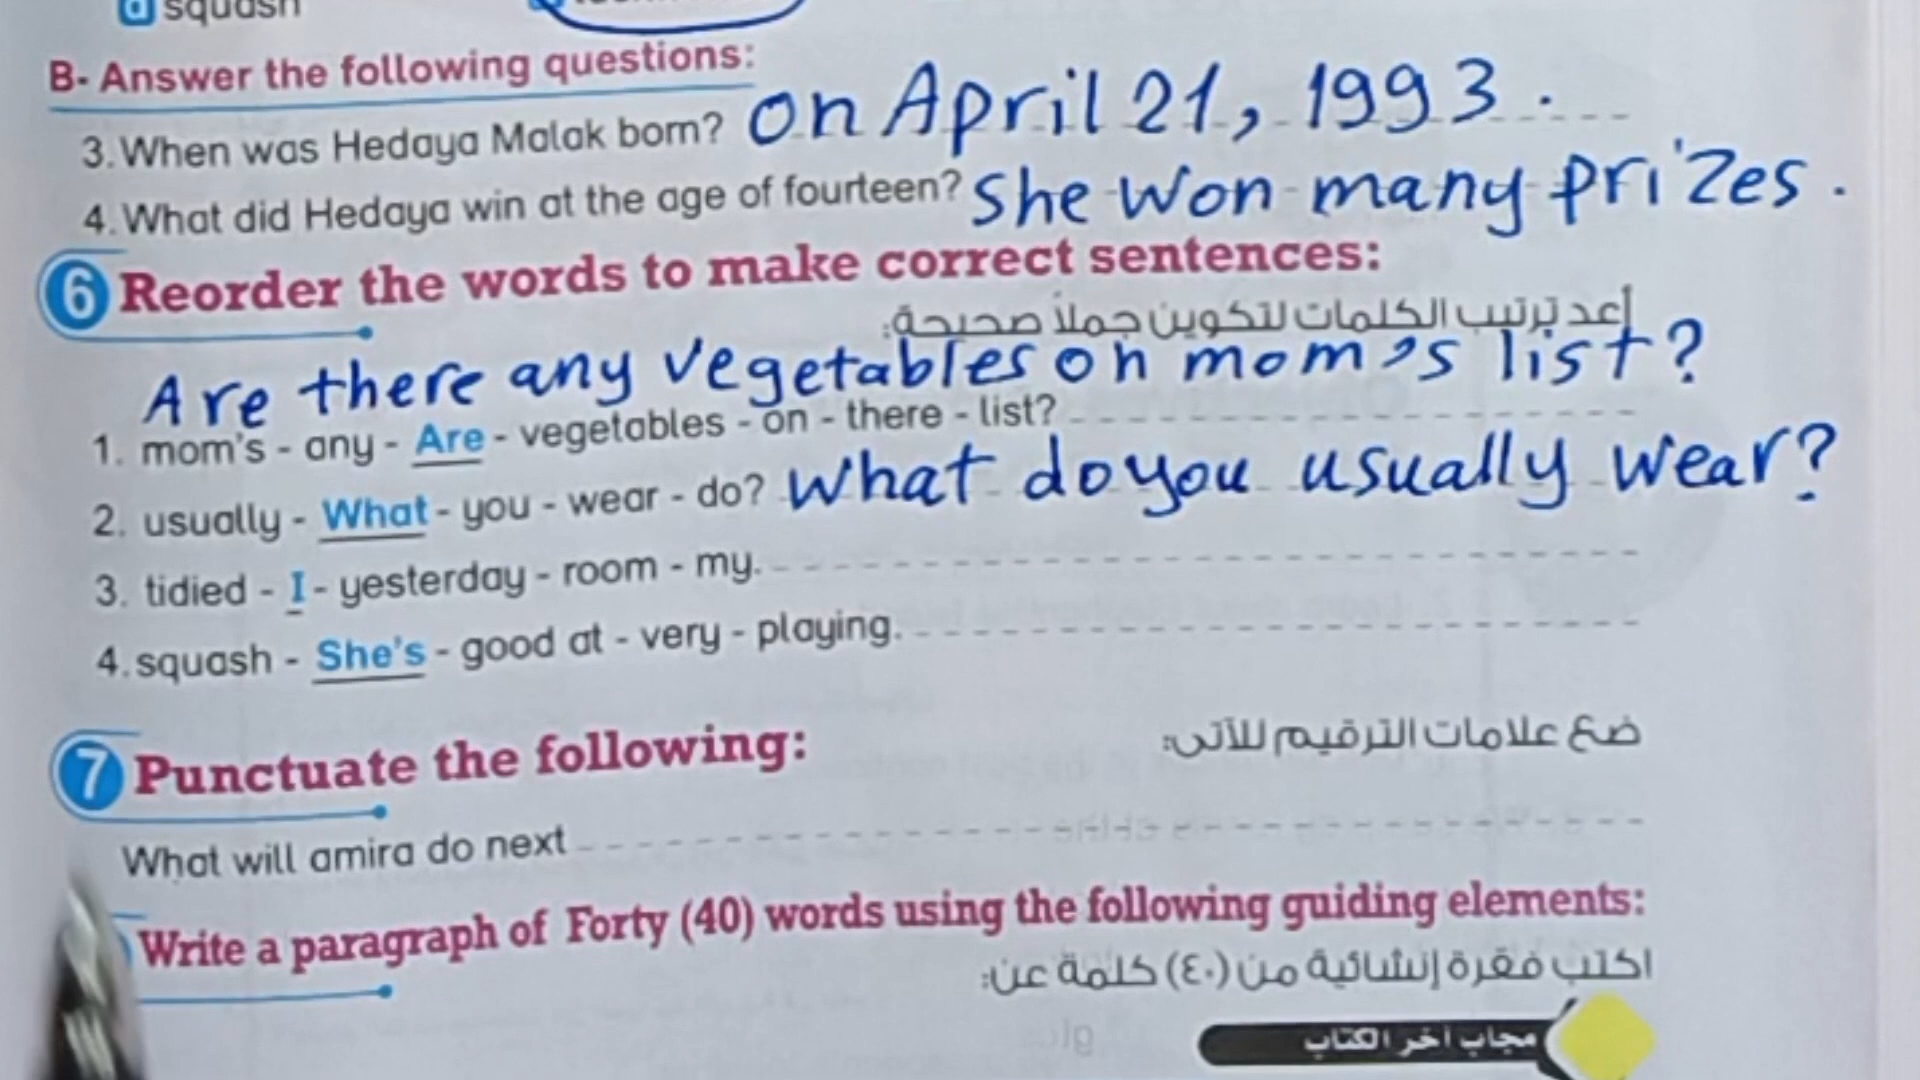 d squash
B- Answer the following questions:
3. When was Hedaya Malak born? on April 21, 1993.
4. What did Hedaya win at the age of fourteen? she won many prizes.
6 Reorder the words to make correct sentences:
أعد ترتيب الكلمات لتكوين جملاً صحيحة:
Are there any vegetables on mom's list?
1. mom's - any - Are - vegetables - on - there - list?
2. usually - What - you - wear - do? What do you usually wear?
3. tidied - I - yesterday - room - my.
4. squash - She's - good at - very - playing.
7 Punctuate the following:
ضع علامات الترقيم للآتى:
What will amira do next
Write a paragraph of Forty (40) words using the following guiding elements:
اكتب فقرة إنشائية من (٤٠) كلمة عن:
مجاب آخر الكتاب